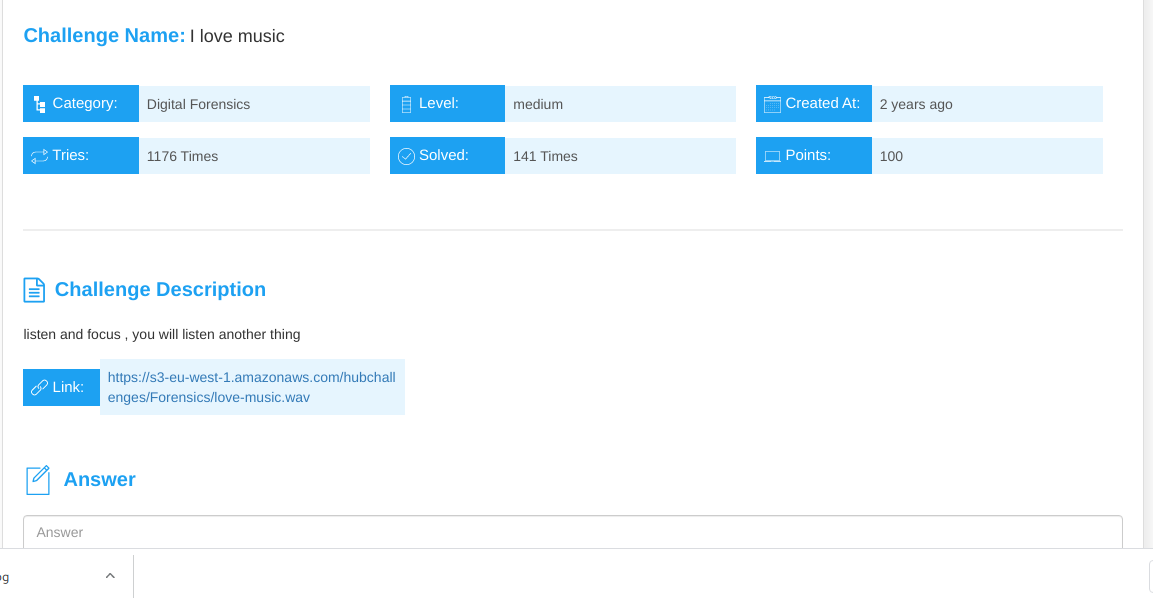 Challenge Name: I love music
Category: Digital Forensics Level: medium Created At: 2 years ago
Tries: 1176 Times Solved: 141 Times Points: 100
Challenge Description
listen and focus , you will listen another thing
Link: https://s3-eu-west-1.amazonaws.com/hubchall
enges/Forensics/love-music.wav
Answer
Answer